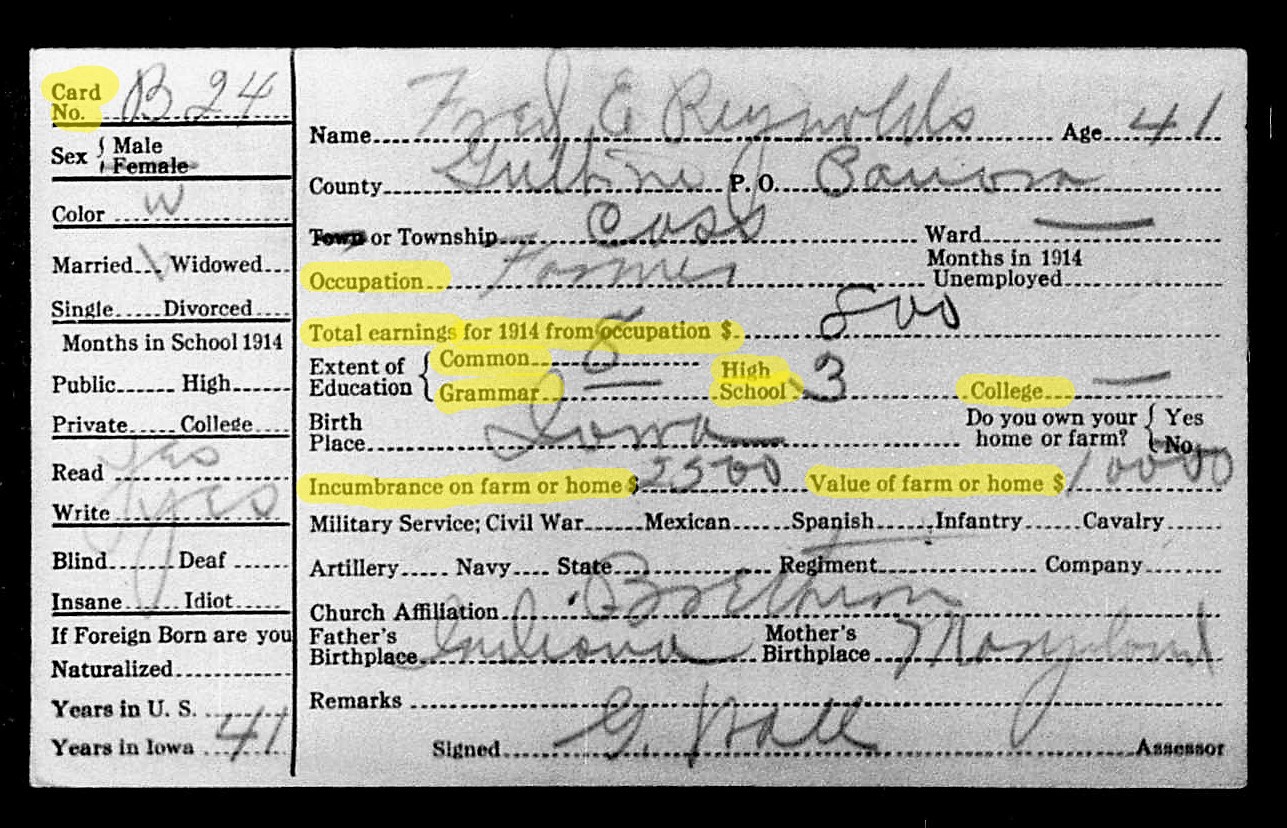 Card No. B 24
Sex { Male
Female
Color W
Married Widowed
Single Divorced
Months in School 1914
Public High
Private College
Read Yes
Write yes
Blind Deaf
Insane Idiot
If Foreign Born are you
Naturalized
Years in U. S.
Years in Iowa 41
Name Fred E Reynolds Age 41
County Guthrie P. O. Panora
Town or Township Cass Ward —
Occupation Farmer Months in 1914 Unemployed
Total earnings for 1914 from occupation $ 800
Extent of Education { Common 8
Grammar — High School 3 College —
Birth Place Iowa Do you own your home or farm? { Yes No
Incumbrance on farm or home $ 2500 Value of farm or home $ 10000
Military Service; Civil War Mexican Spanish Infantry Cavalry
Artillery Navy State Regiment Company
Church Affiliation Brethern
Father's Birthplace Indiana Mother's Birthplace Maryland
Remarks
Signed G. Hall Assessor